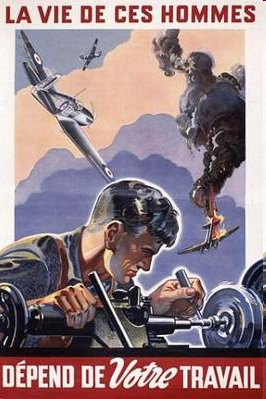 LA VIE DE CES HOMMES
DÉPEND DE Votre TRAVAIL